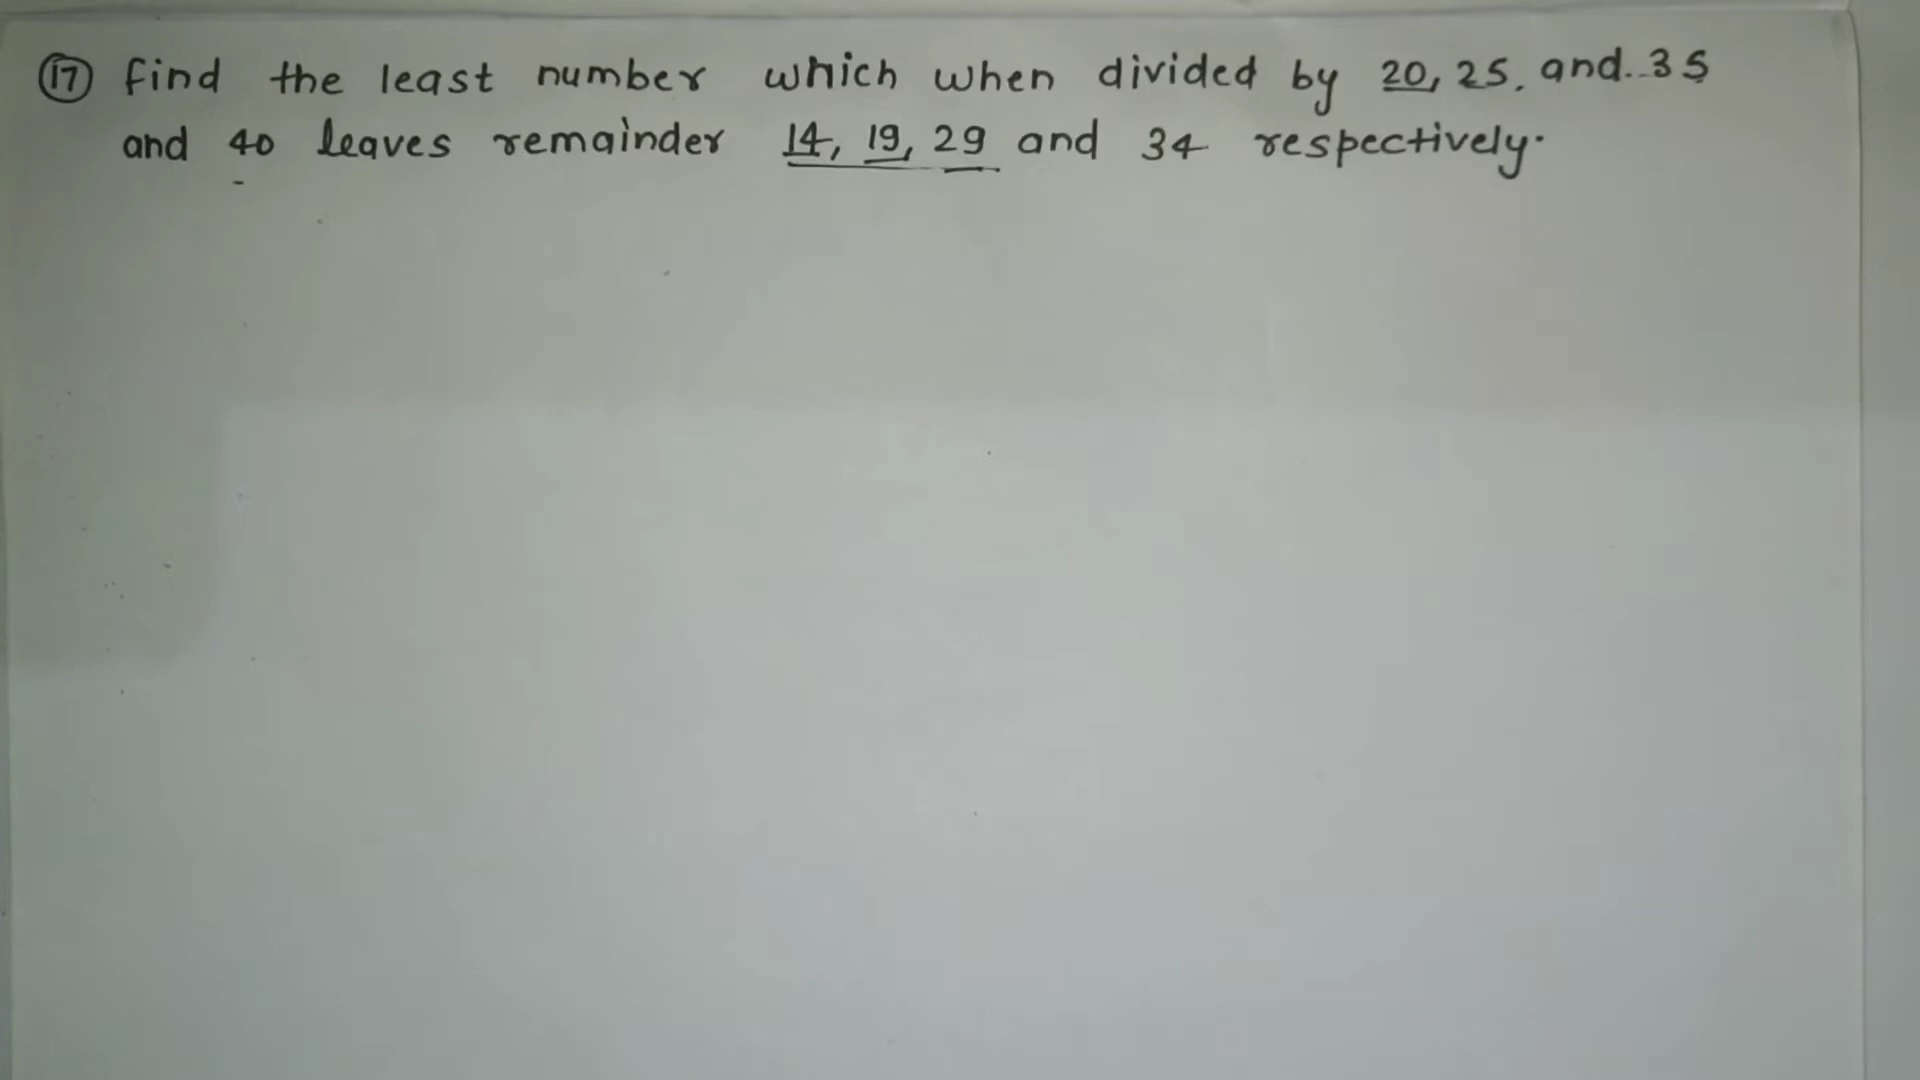 17 find the least number which when divided by 20, 25, and..35
and 40 leaves remainder 14, 19, 29 and 34 respectively.